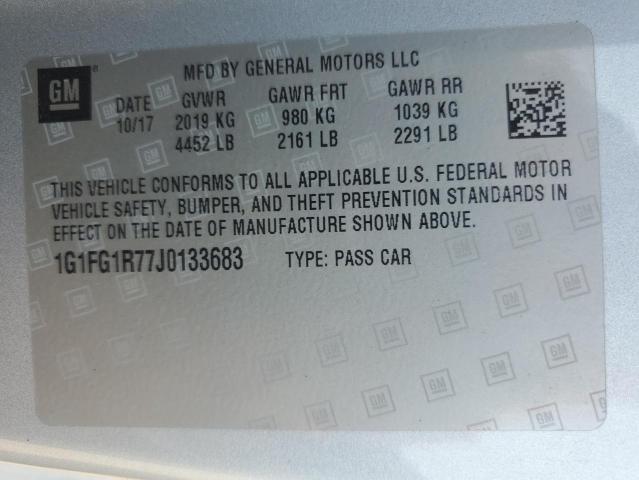 GM
MFD BY GENERAL MOTORS LLC
DATE GVWR GAWR FRT GAWR RR
10/17 2019 KG 980 KG 1039 KG
4452 LB 2161 LB 2291 LB
THIS VEHICLE CONFORMS TO ALL APPLICABLE U.S. FEDERAL MOTOR
VEHICLE SAFETY, BUMPER, AND THEFT PREVENTION STANDARDS IN
EFFECT ON THE DATE OF MANUFACTURE SHOWN ABOVE.
1G1FG1R77J0133683 TYPE: PASS CAR